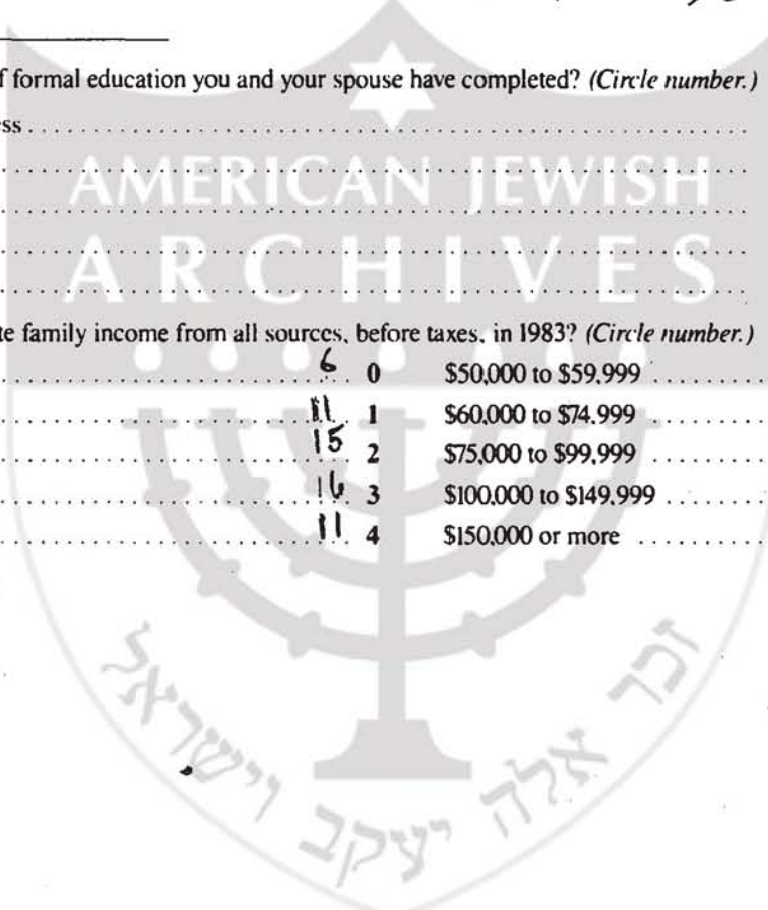 f formal education you and your spouse have completed? (Circle number.)
ss
AMERICAN JEWISH
ARCHIVES
te family income from all sources, before taxes, in 1983? (Circle number.)
6 0 $50,000 to $59,999
11 1 $60,000 to $74,999
15 2 $75,000 to $99,999
16 3 $100,000 to $149,999
11 4 $150,000 or more
זכר אלה יעקב וישראל